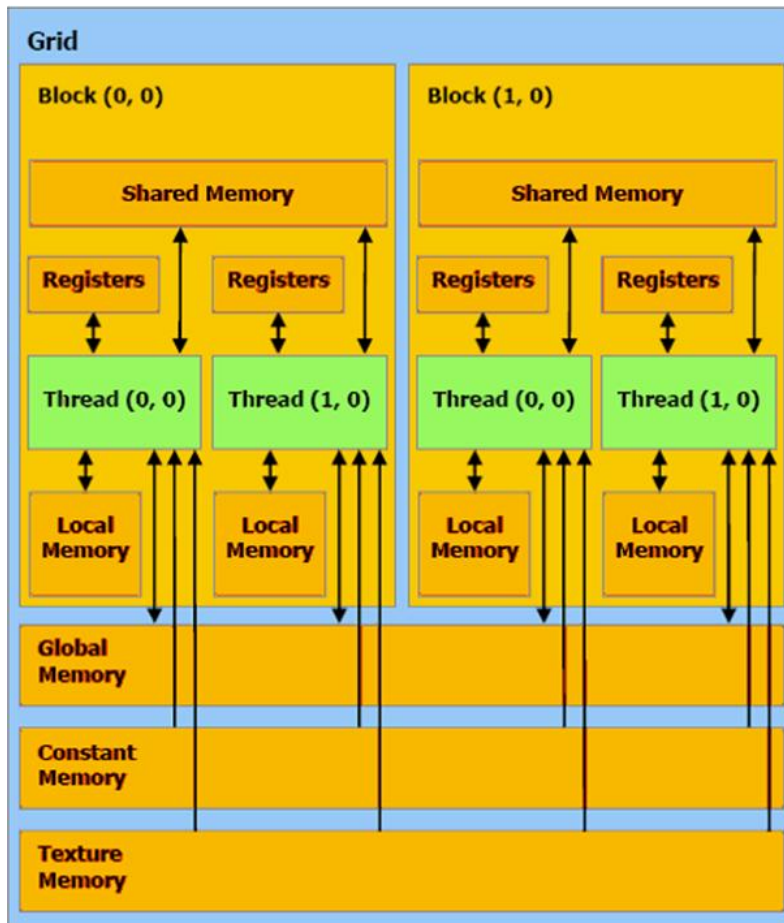 Grid
Block (0, 0)
Block (1, 0)
Shared Memory
Shared Memory
Registers
Registers
Registers
Registers
Thread (0, 0)
Thread (1, 0)
Thread (0, 0)
Thread (1, 0)
Local
Memory
Local
Memory
Local
Memory
Local
Memory
Global
Memory
Constant
Memory
Texture
Memory